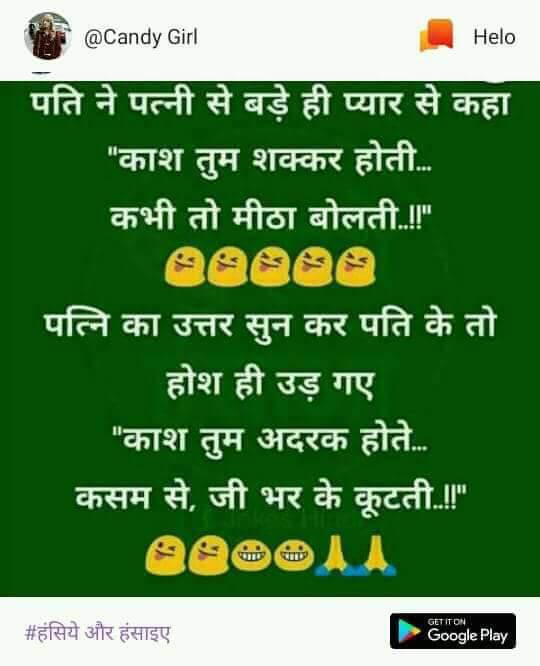 @Candy Girl
Helo
पति ने पत्नी से बड़े ही प्यार से कहा
"काश तुम शक्कर होती...
कभी तो मीठा बोलती..!!"
पत्नि का उत्तर सुन कर पति के तो
होश ही उड़ गए
"काश तुम अदरक होते...
कसम से, जी भर के कूटती..!!"
#हंसिये और हंसाइए
GET IT ON
Google Play